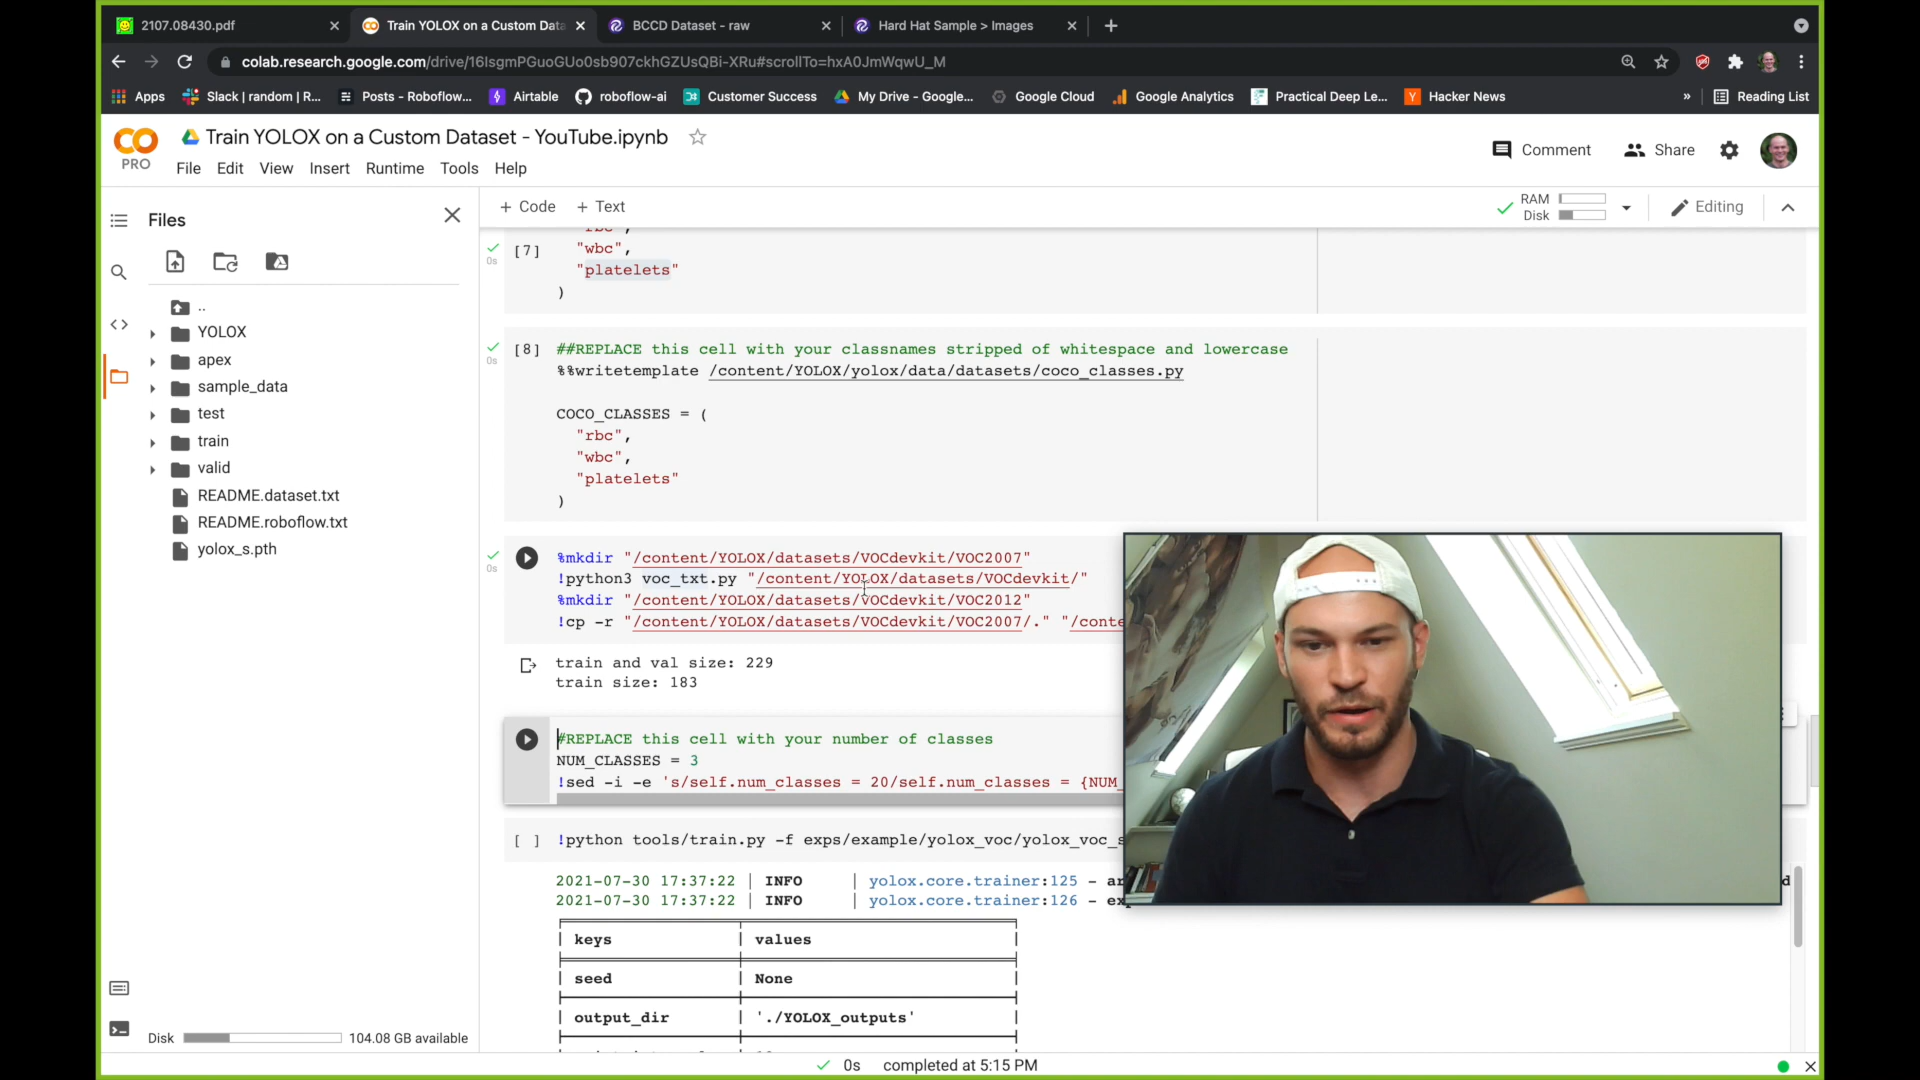 2107.08430.pdf
Train YOLOX on a Custom Data
BCCD Dataset - raw
Hard Hat Sample > Images
colab.research.google.com/drive/16IsgmPGuoGUo0sb907ckhGZUsQBi-XRu#scrollTo=hxA0JmWqwU_M
Apps
Slack | random | R...
Posts - Roboflow...
Airtable
roboflow-ai
Customer Success
My Drive - Google...
Google Cloud
Google Analytics
Practical Deep Le...
Hacker News
»
Reading List
CO
PRO
Train YOLOX on a Custom Dataset - YouTube.ipynb
File Edit View Insert Runtime Tools Help
Comment
Share
Files
+ Code + Text
RAM
Disk
Editing
..
YOLOX
apex
sample_data
test
train
valid
README.dataset.txt
README.roboflow.txt
yolox_s.pth
Disk
104.08 GB available
"rbc",
0s [7] "wbc",
"platelets"
)
0s [8] ##REPLACE this cell with your classnames stripped of whitespace and lowercase
%%writetemplate /content/YOLOX/yolox/data/datasets/coco_classes.py
COCO_CLASSES = (
"rbc",
"wbc",
"platelets"
)
0s %mkdir "/content/YOLOX/datasets/VOCdevkit/VOC2007"
!python3 voc_txt.py "/content/YOLOX/datasets/VOCdevkit/"
%mkdir "/content/YOLOX/datasets/VOCdevkit/VOC2012"
!cp -r "/content/YOLOX/datasets/VOCdevkit/VOC2007/." "/conte
train and val size: 229
train size: 183
#REPLACE this cell with your number of classes
NUM_CLASSES = 3
!sed -i -e 's/self.num_classes = 20/self.num_classes = {NUM_
[ ] !python tools/train.py -f exps/example/yolox_voc/yolox_voc_s
2021-07-30 17:37:22 | INFO | yolox.core.trainer:125 - ar
2021-07-30 17:37:22 | INFO | yolox.core.trainer:126 - ex
keys | values
seed | None
output_dir | './YOLOX_outputs'
0s completed at 5:15 PM